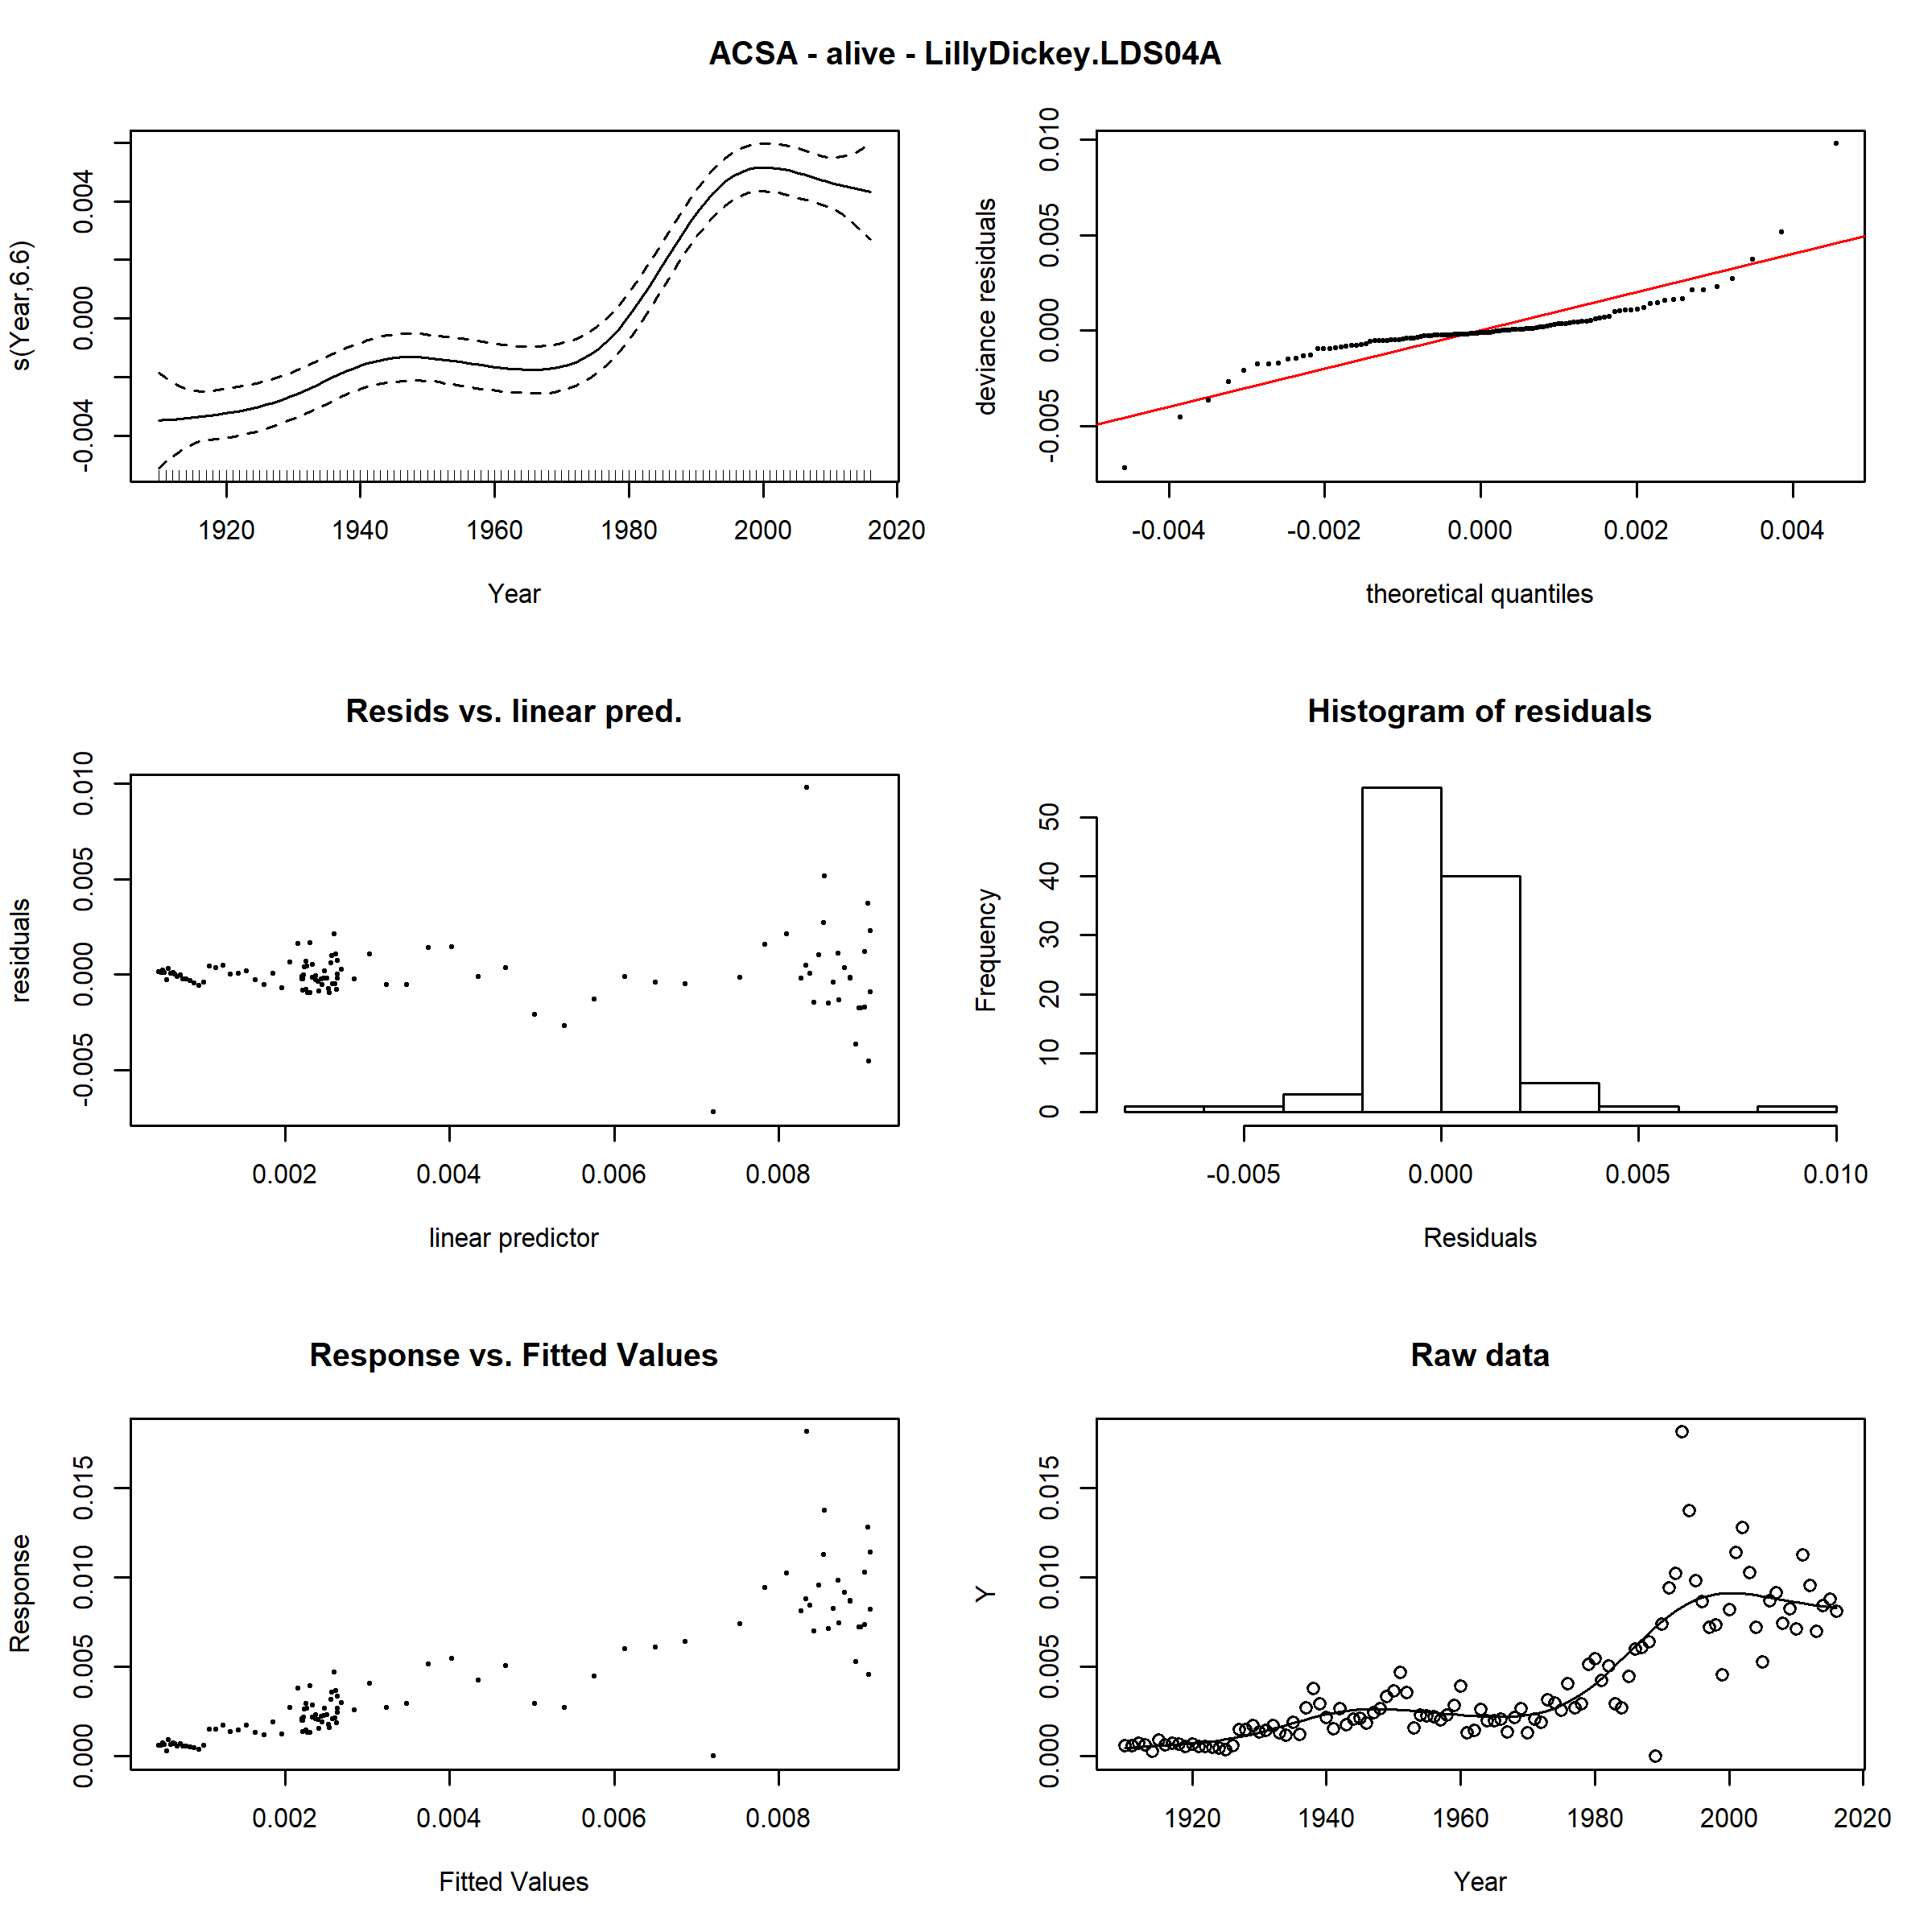 ACSA - alive - LillyDickey.LDS04A
s(Year,6.6)
-0.004 0.000 0.004
1920 1940 1960 1980 2000 2020
Year
deviance residuals
-0.005 0.000 0.005 0.010
-0.004 -0.002 0.000 0.002 0.004
theoretical quantiles
Resids vs. linear pred.
residuals
-0.005 0.000 0.005 0.010
0.002 0.004 0.006 0.008
linear predictor
Histogram of residuals
Frequency
0 10 20 30 40 50
-0.005 0.000 0.005 0.010
Residuals
Response vs. Fitted Values
Response
0.000 0.005 0.010 0.015
0.002 0.004 0.006 0.008
Fitted Values
Raw data
Y
0.000 0.005 0.010 0.015
1920 1940 1960 1980 2000 2020
Year